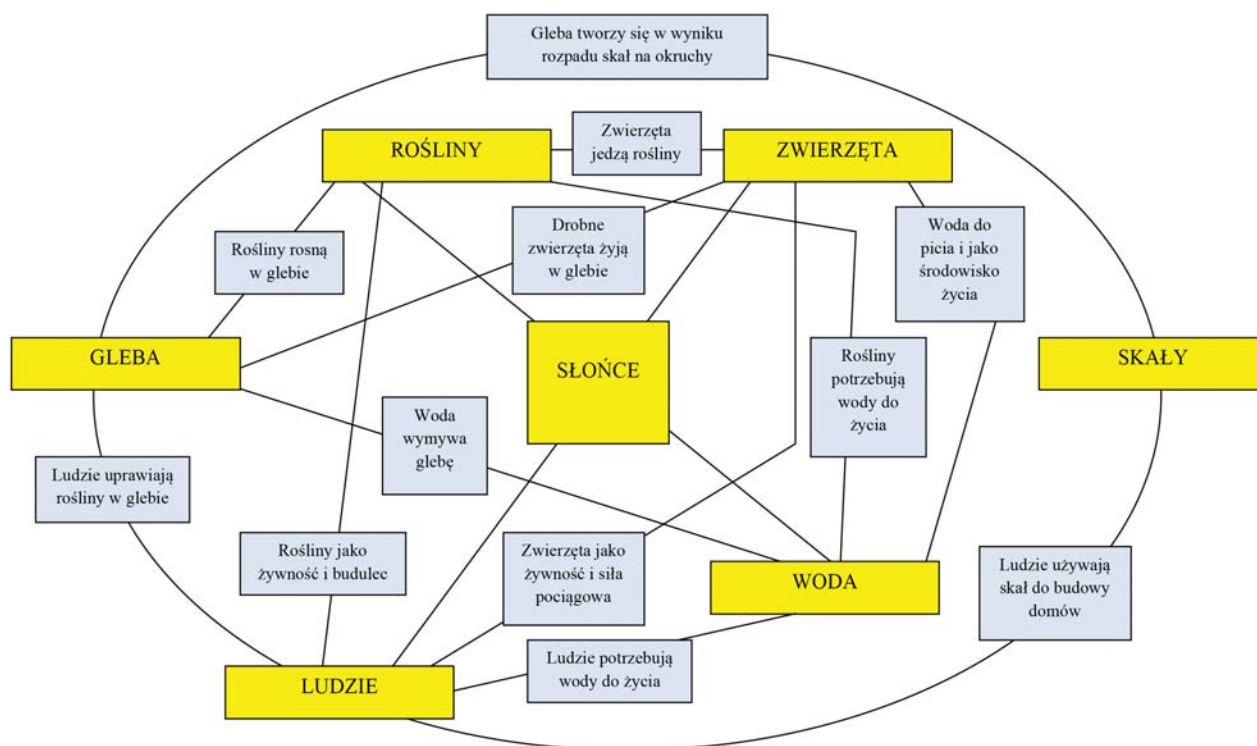 Gleba tworzy się w wyniku
rozpadu skał na okruchy
ROŚLINY
Zwierzęta
jedzą rośliny
ZWIERZĘTA
Rośliny rosną
w glebie
Drobne
zwierzęta żyją
w glebie
Woda do
picia i jako
środowisko
życia
GLEBA
SŁOŃCE
Rośliny
potrzebują
wody do
życia
SKAŁY
Woda
wymywa
glebę
Ludzie uprawiają
rośliny w glebie
Rośliny jako
żywność i budulec
Zwierzęta jako
żywność i siła
pociągowa
WODA
Ludzie używają
skał do budowy
domów
LUDZIE
Ludzie potrzebują
wody do życia